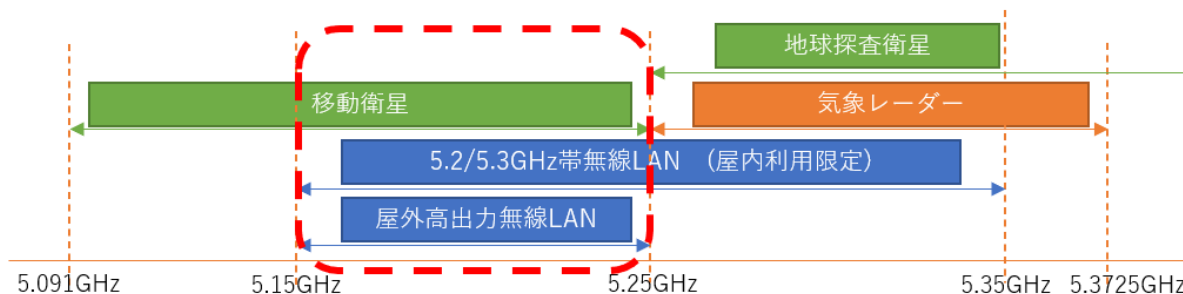 地球探査衛星
移動衛星
気象レーダー
5.2/5.3GHz帯無線LAN (屋内利用限定)
屋外高出力無線LAN
5.091GHz
5.15GHz
5.25GHz
5.35GHz
5.3725GHz